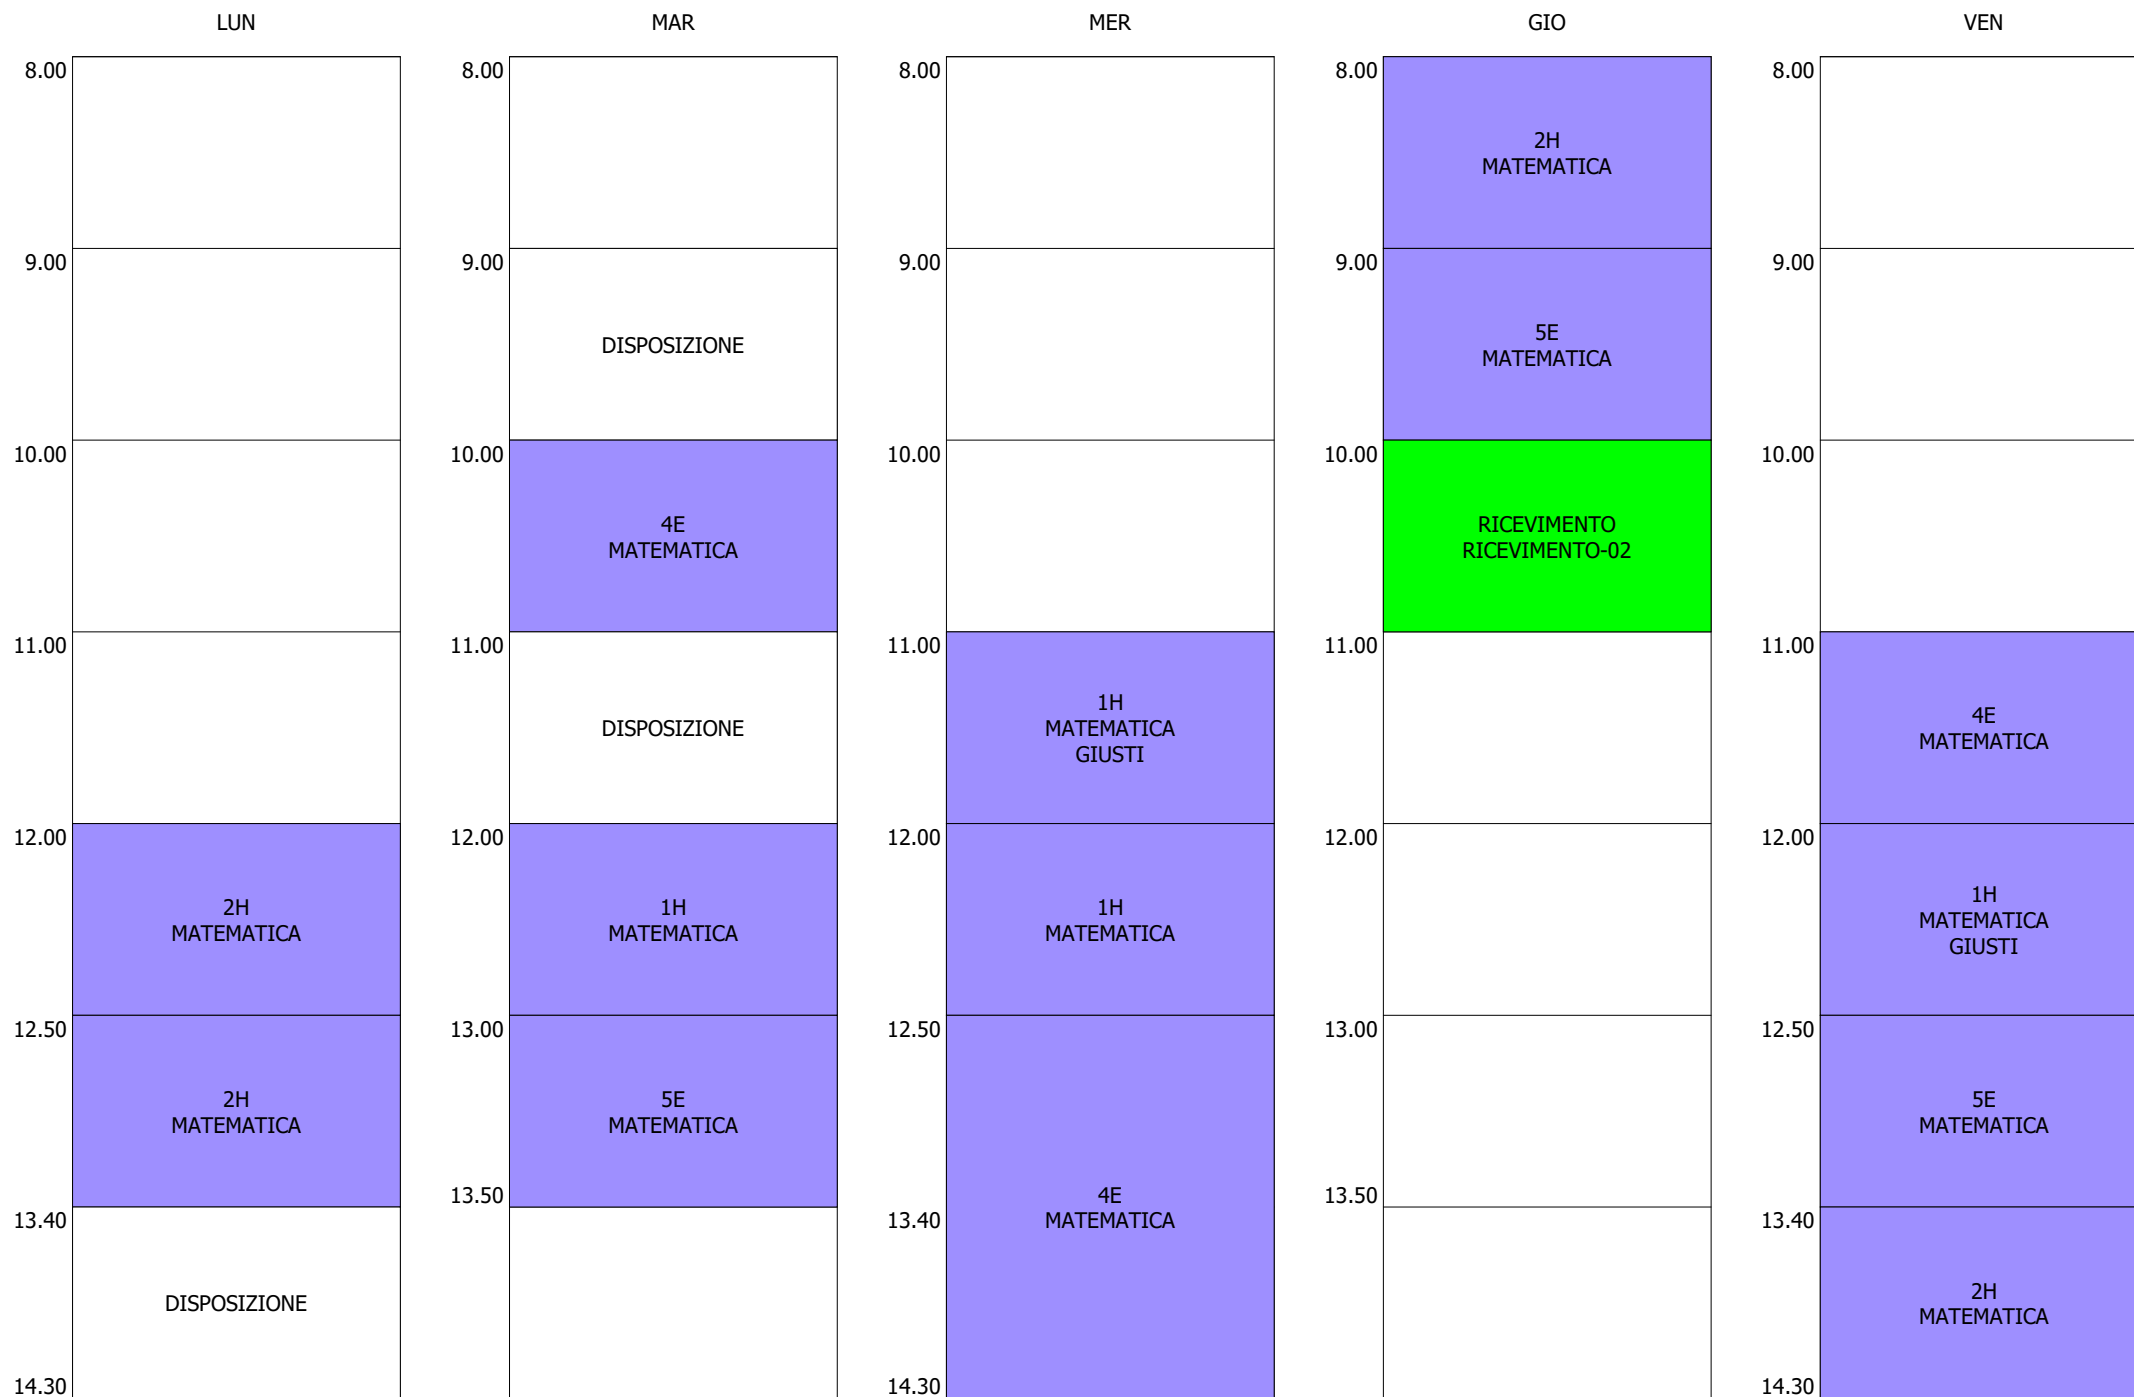 LUN
MAR
MER
GIO
VEN
8.00
8.00
8.00
8.00
8.00
2H
MATEMATICA
9.00
9.00
9.00
9.00
9.00
DISPOSIZIONE
5E
MATEMATICA
10.00
10.00
10.00
10.00
10.00
4E
MATEMATICA
RICEVIMENTO
RICEVIMENTO-02
11.00
11.00
11.00
11.00
11.00
DISPOSIZIONE
1H
MATEMATICA
GIUSTI
4E
MATEMATICA
12.00
12.00
12.00
12.00
12.00
2H
MATEMATICA
1H
MATEMATICA
1H
MATEMATICA
1H
MATEMATICA
GIUSTI
12.50
13.00
12.50
13.00
12.50
2H
MATEMATICA
5E
MATEMATICA
4E
MATEMATICA
5E
MATEMATICA
13.40
13.50
13.40
13.50
13.40
DISPOSIZIONE
2H
MATEMATICA
14.30
14.30
14.30